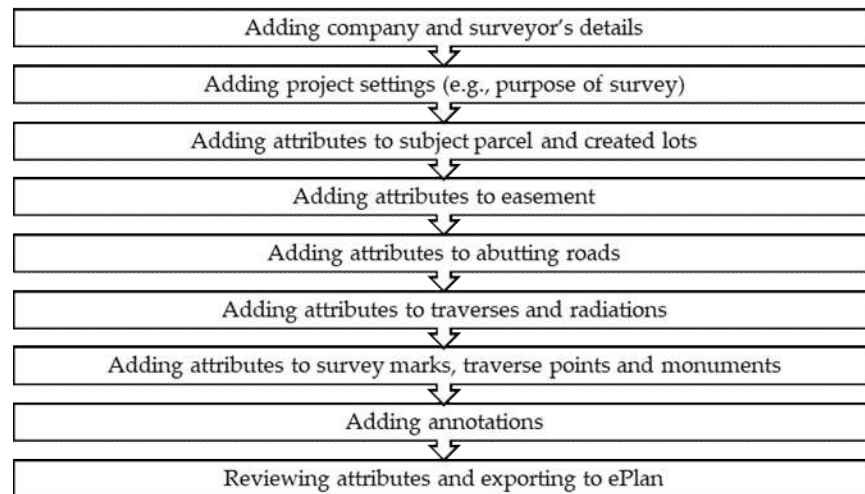 Adding company and surveyor's details
Adding project settings (e.g., purpose of survey)
Adding attributes to subject parcel and created lots
Adding attributes to easement
Adding attributes to abutting roads
Adding attributes to traverses and radiations
Adding attributes to survey marks, traverse points and monuments
Adding annotations
Reviewing attributes and exporting to ePlan